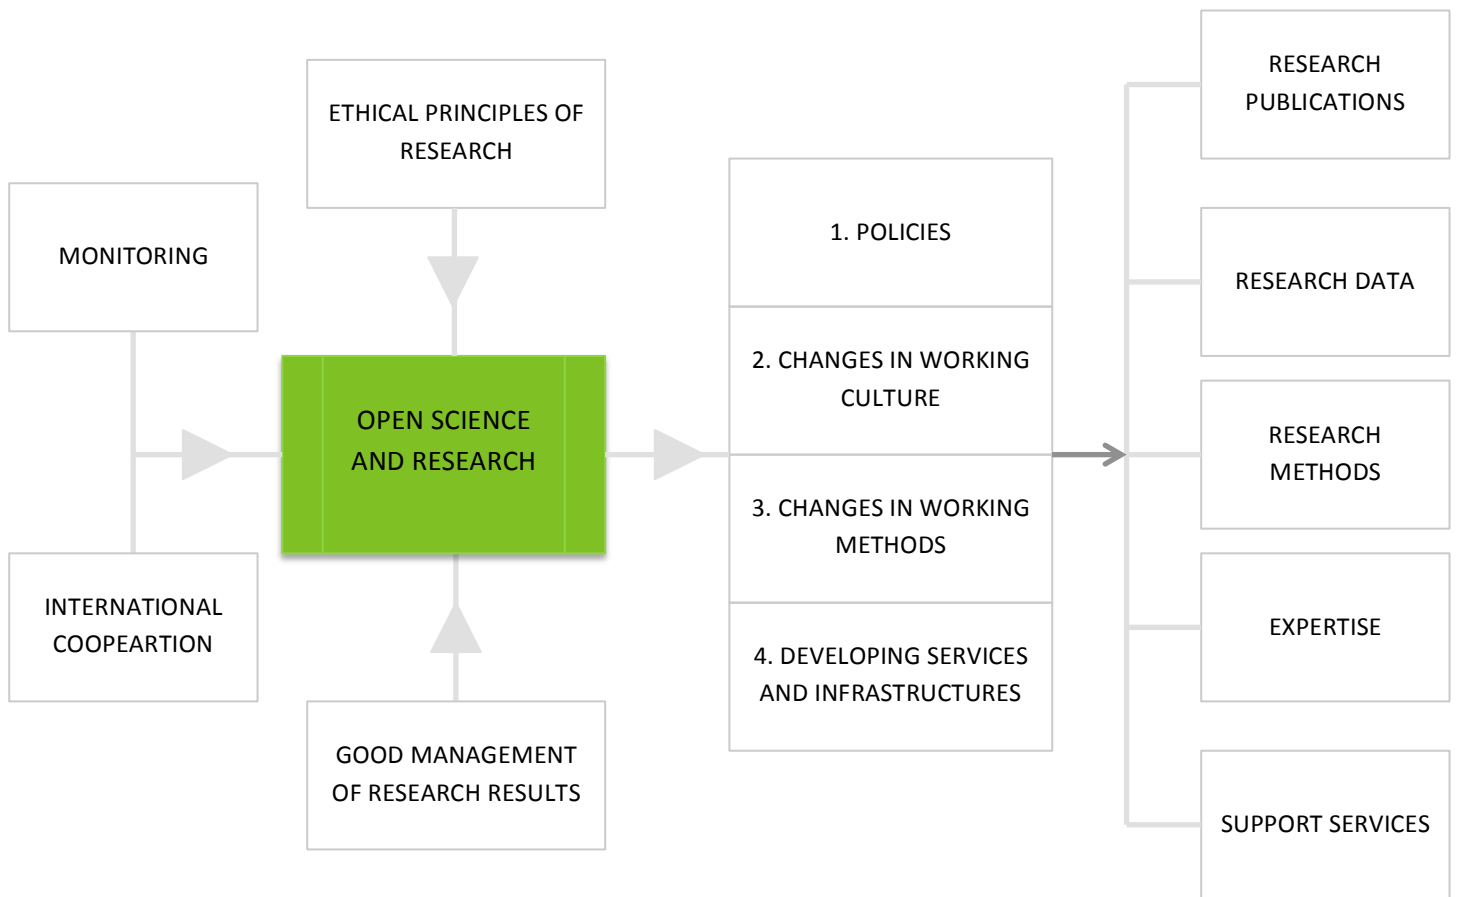 MONITORING
INTERNATIONAL
COOPEARTION
ETHICAL PRINCIPLES OF
RESEARCH
OPEN SCIENCE
AND RESEARCH
GOOD MANAGEMENT
OF RESEARCH RESULTS
1. POLICIES
2. CHANGES IN WORKING
CULTURE
3. CHANGES IN WORKING
METHODS
4. DEVELOPING SERVICES
AND INFRASTRUCTURES
RESEARCH
PUBLICATIONS
RESEARCH DATA
RESEARCH
METHODS
EXPERTISE
SUPPORT SERVICES